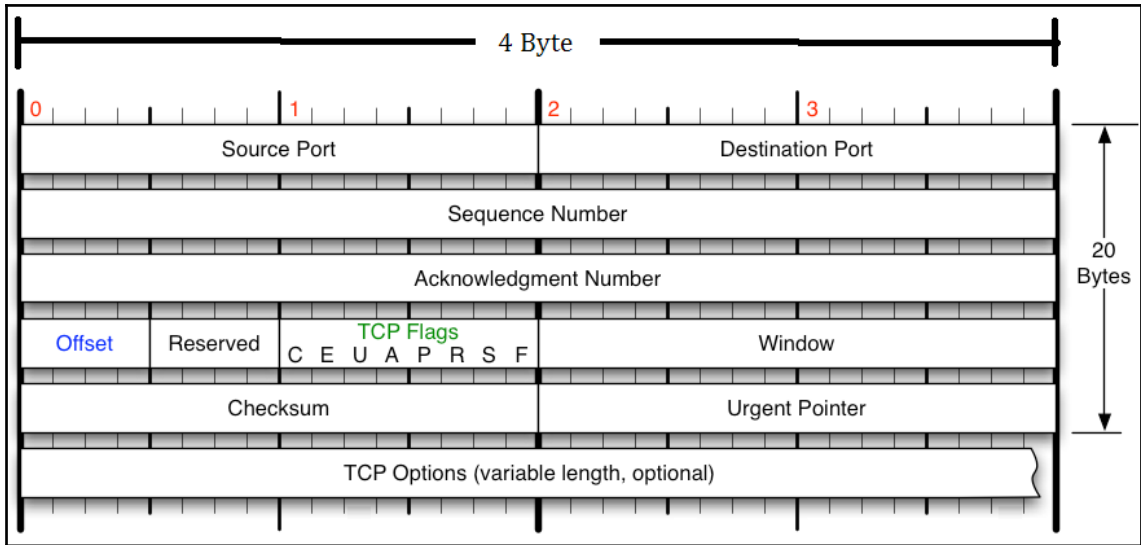 4 Byte
0 1 2 3
Source Port Destination Port
Sequence Number
Acknowledgment Number
20
Bytes
Offset Reserved TCP Flags Window
C E U A P R S F
Checksum Urgent Pointer
TCP Options (variable length, optional)